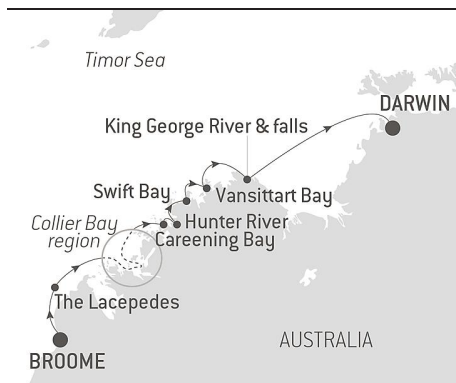 Timor Sea
DARWIN
King George River & falls
Swift Bay
Vansittart Bay
Collier Bay
region
Hunter River
Careening Bay
The Lacepedes
AUSTRALIA
BROOME